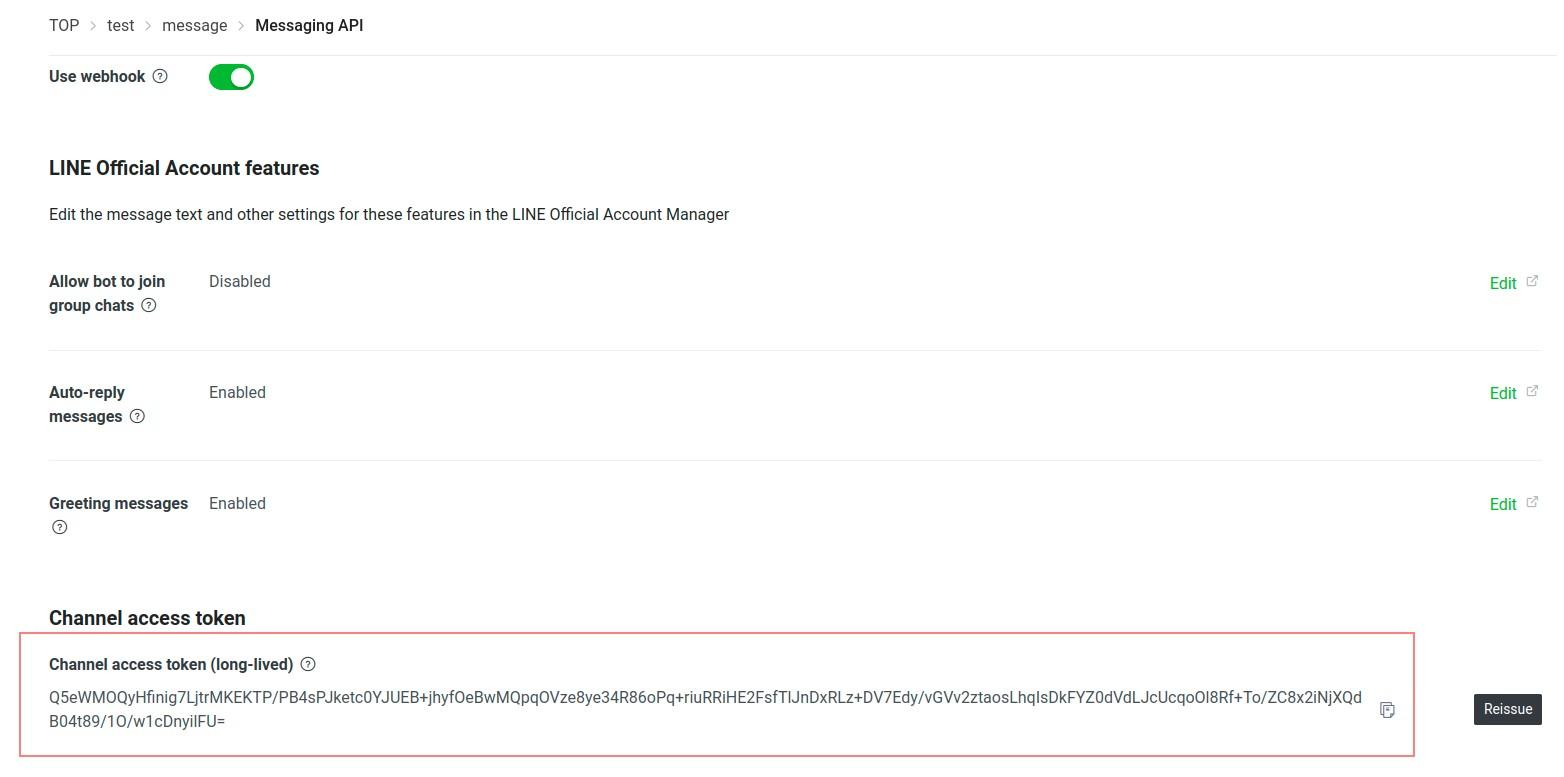 TOP > test > message > Messaging API
Use webhook ?
LINE Official Account features
Edit the message text and other settings for these features in the LINE Official Account Manager
Allow bot to join Disabled Edit
group chats ?
Auto-reply Enabled Edit
messages ?
Greeting messages Enabled Edit
?
Channel access token
Channel access token (long-lived) ?
Reissue